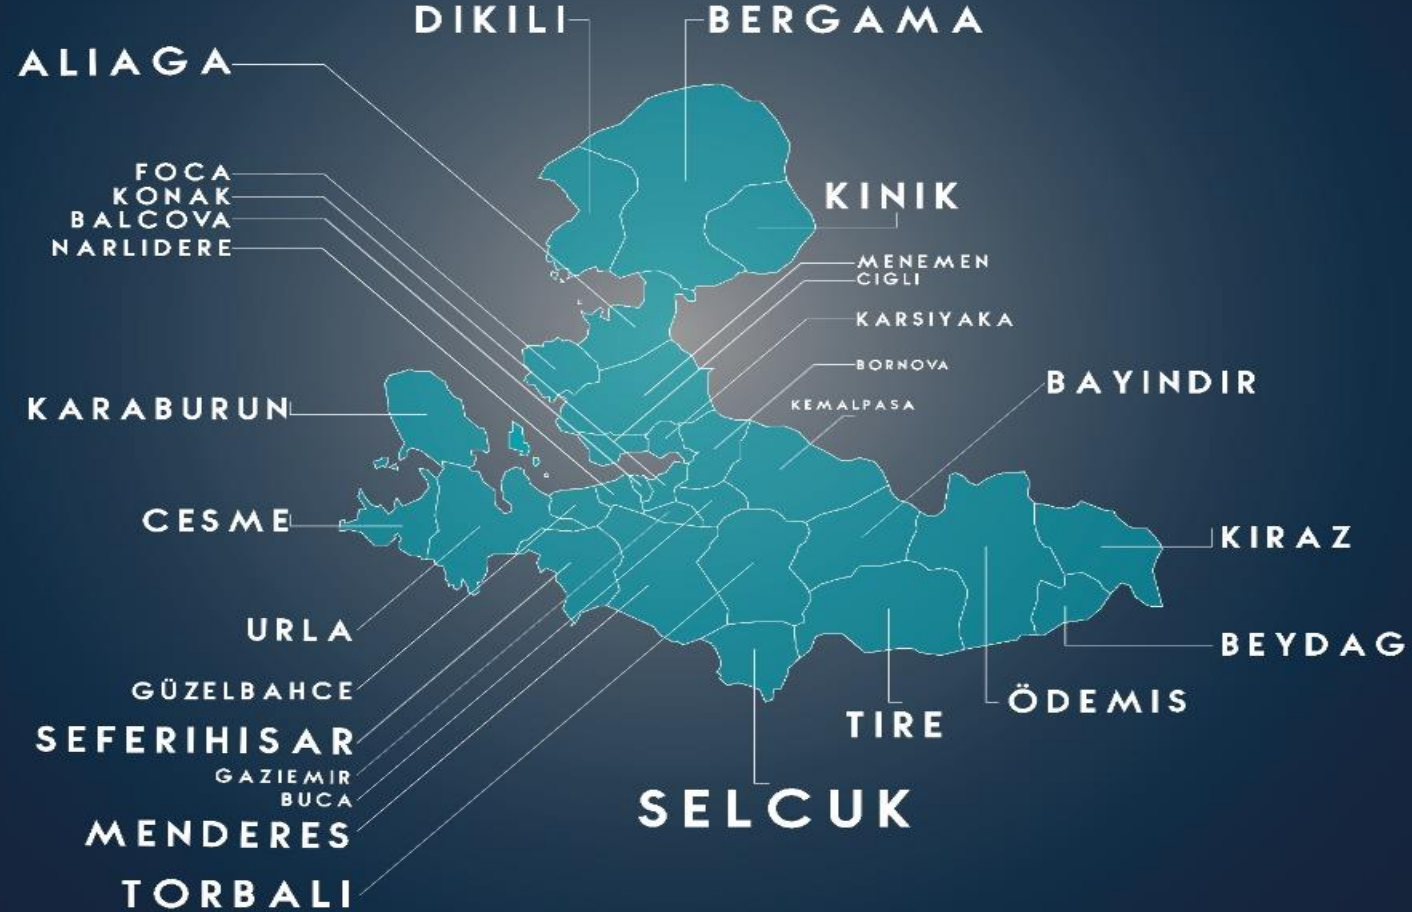 DIKILI
BERGAMA
ALIAGA
FOCA
KONAK
BALCOVA
NARLIDERE
KINIK
MENEMEN
CIGLI
KARSIYAKA
BORNOVA
KEMALPASA
BAYINDIR
KARABURUN
CESME
KIRAZ
URLA
BEYDAG
GÜZELBAHCE
SEFERIHISAR
GAZIEMIR
BUCA
MENDERES
TORBALI
ÖDEMIS
TIRE
SELCUK